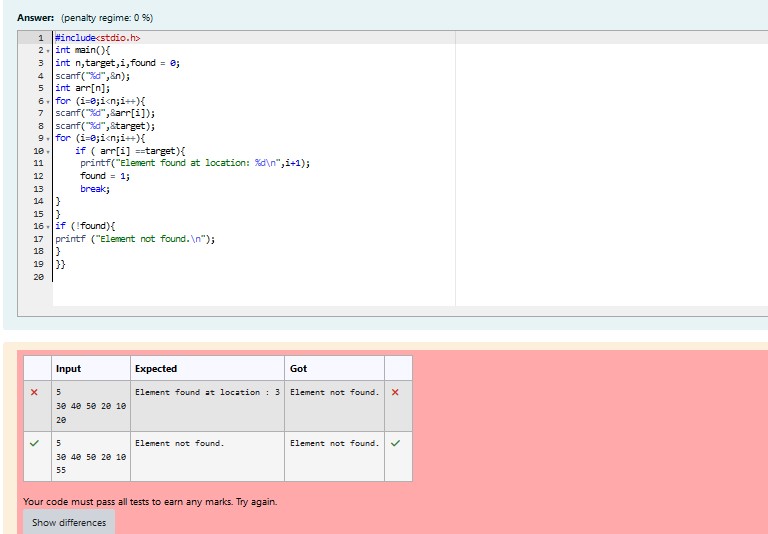 Answer: (penalty regime: 0 %)
1 #include<stdio.h>
2 int main(){
3 int n,target,i,found = 0;
4 scanf("%d",&n);
5 int arr[n];
6 for (i=0;i<n;i++){
7 scanf("%d",&arr[i]);
8 scanf("%d",&target);
9 for (i=0;i<n;i++){
10 if ( arr[i] ==target){
11 printf("Element found at location: %d\n",i+1);
12 found = 1;
13 break;
14 }
15 }
16 if (!found){
17 printf ("Element not found.\n");
18 }
19 }}
20
Input Expected Got
5 Element found at location : 3 Element not found.
30 40 50 20 10
20
5 Element not found. Element not found.
30 40 50 20 10
55
Your code must pass all tests to earn any marks. Try again.
Show differences